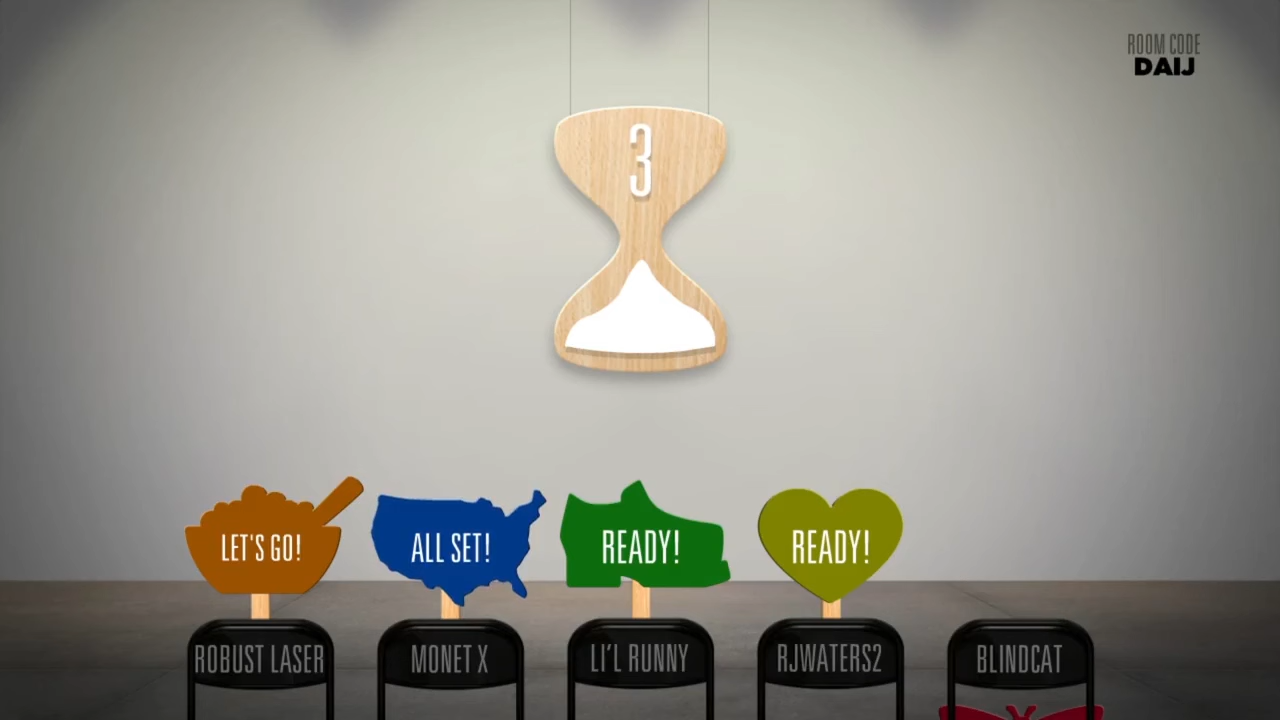 ROOM CODE
DAIJ
3
LET'S GO!
ALL SET!
READY!
READY!
ROBUST LASER
MONET X
LI'L RUNNY
RJWATERS2
BLINDCAT